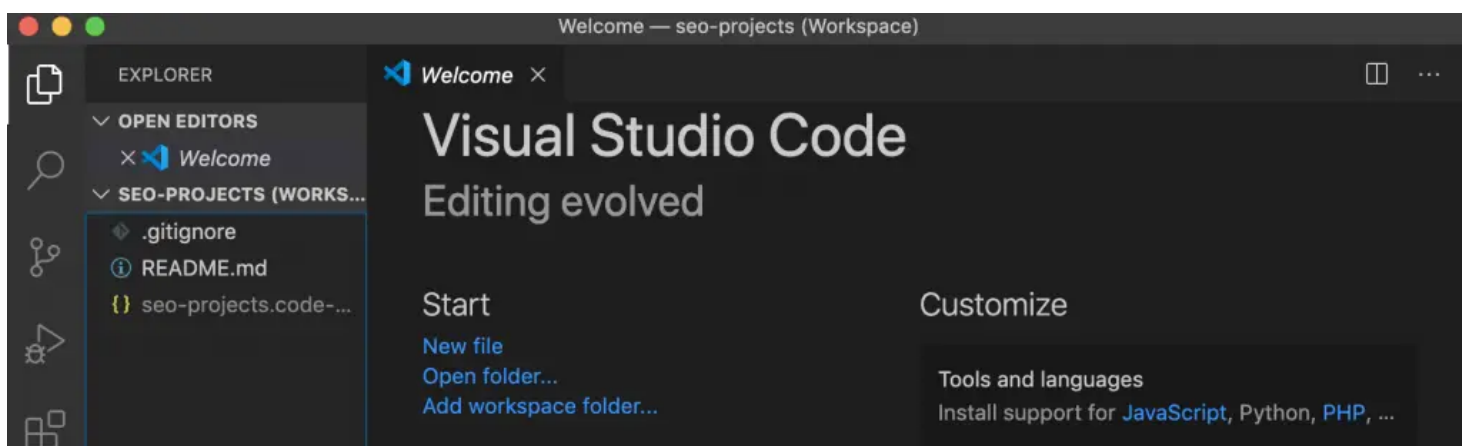 Welcome — seo-projects (Workspace)
EXPLORER
OPEN EDITORS
Welcome
SEO-PROJECTS (WORKS...
.gitignore
README.md
{} seo-projects.code-...
Welcome
Visual Studio Code
Editing evolved
Start
New file
Open folder...
Add workspace folder...
Customize
Tools and languages
Install support for JavaScript, Python, PHP, ...